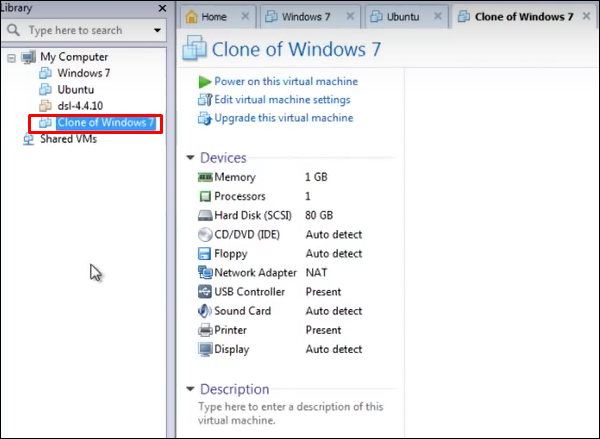 Library
Type here to search
My Computer
Windows 7
Ubuntu
dsl-4.4.10
Clone of Windows 7
Shared VMs
Home
Windows 7
Ubuntu
Clone of Windows 7
Clone of Windows 7
Power on this virtual machine
Edit virtual machine settings
Upgrade this virtual machine
Devices
Memory 1 GB
Processors 1
Hard Disk (SCSI) 80 GB
CD/DVD (IDE) Auto detect
Floppy Auto detect
Network Adapter NAT
USB Controller Present
Sound Card Auto detect
Printer Present
Display Auto detect
Description
Type here to enter a description of this
virtual machine.